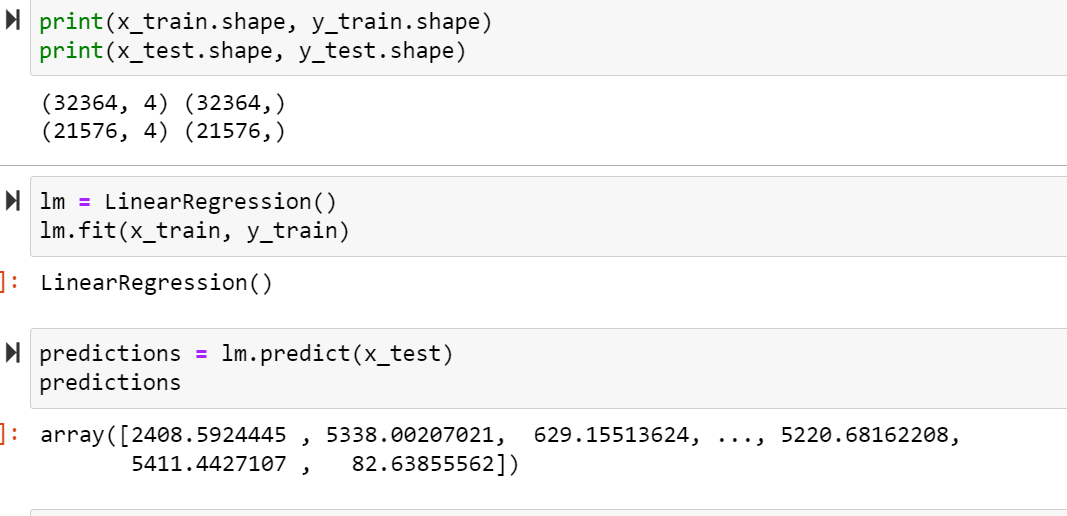 print(x_train.shape, y_train.shape)
print(x_test.shape, y_test.shape)
(32364, 4) (32364,)
(21576, 4) (21576,)
lm = LinearRegression()
lm.fit(x_train, y_train)
]: LinearRegression()
predictions = lm.predict(x_test)
predictions
]: array([2408.5924445 , 5338.00207021,  629.15513624, ..., 5220.68162208,
5411.4427107 ,   82.63855562])